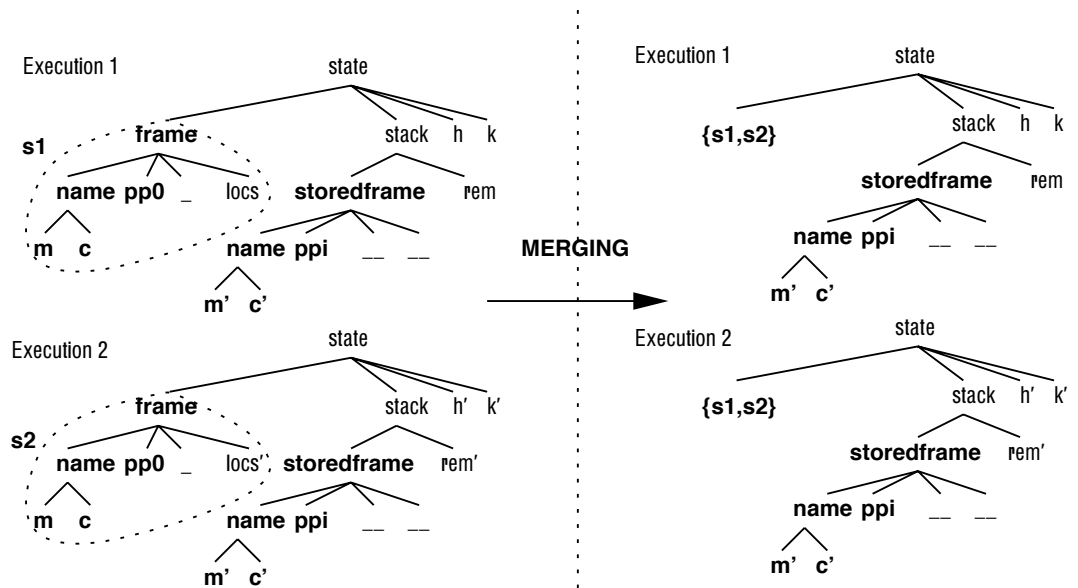 Execution 1
state
s1
frame
stack h k
name pp0 _ locs
storedframe rem
m c
name ppi __ __
m' c'
Execution 2
state
s2
frame
stack h' k'
name pp0 _ locs'
storedframe rem'
m c
name ppi __ __
m' c'
MERGING
Execution 1
state
{s1,s2}
stack h k
storedframe rem
name ppi __ __
m' c'
Execution 2
state
{s1,s2}
stack h' k'
storedframe rem'
name ppi __ __
m' c'